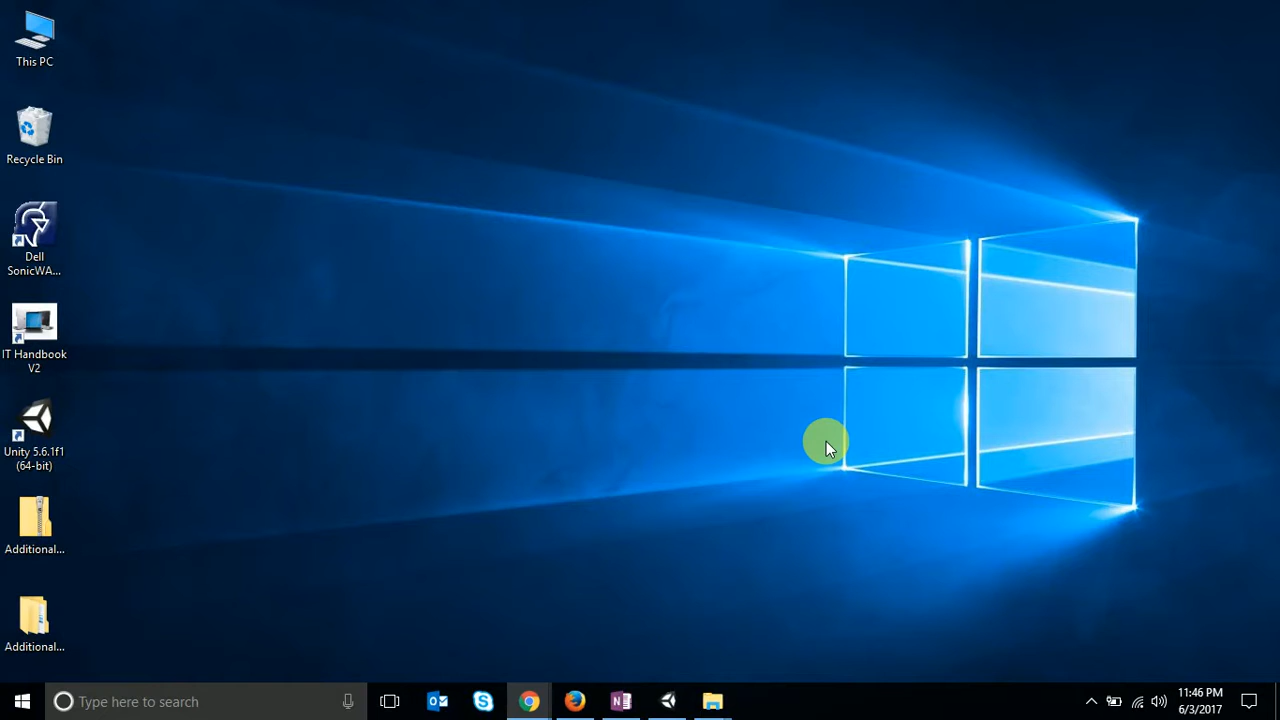 This PC
Recycle Bin
Dell
SonicWA...
IT Handbook
V2
Unity 5.6.1f1
(64-bit)
Additional...
Additional...
Type here to search
11:46 PM
6/3/2017